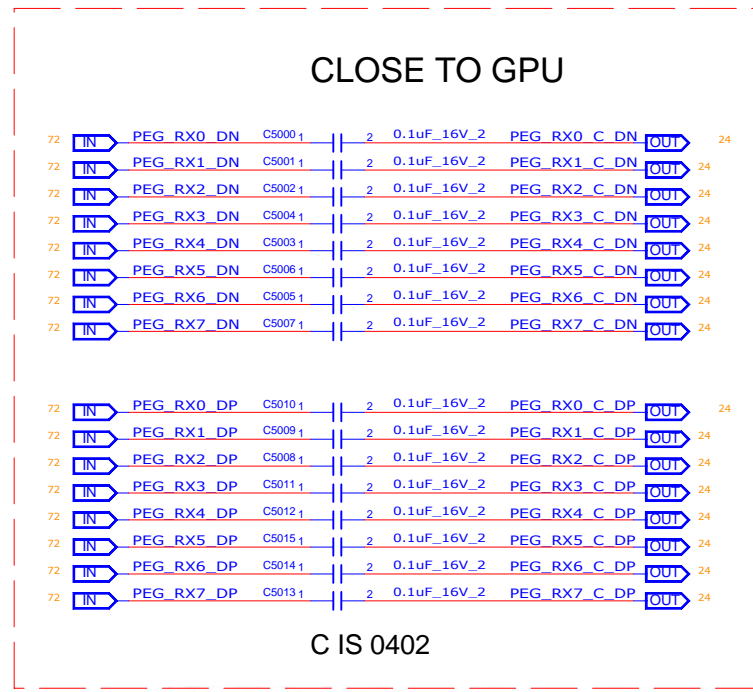 CLOSE TO GPU
72 IN PEG_RX0_DN C5000 1 2 0.1uF_16V_2 PEG_RX0_C_DN OUT 24
72 IN PEG_RX1_DN C5001 1 2 0.1uF_16V_2 PEG_RX1_C_DN OUT 24
72 IN PEG_RX2_DN C5002 1 2 0.1uF_16V_2 PEG_RX2_C_DN OUT 24
72 IN PEG_RX3_DN C5004 1 2 0.1uF_16V_2 PEG_RX3_C_DN OUT 24
72 IN PEG_RX4_DN C5003 1 2 0.1uF_16V_2 PEG_RX4_C_DN OUT 24
72 IN PEG_RX5_DN C5006 1 2 0.1uF_16V_2 PEG_RX5_C_DN OUT 24
72 IN PEG_RX6_DN C5005 1 2 0.1uF_16V_2 PEG_RX6_C_DN OUT 24
72 IN PEG_RX7_DN C5007 1 2 0.1uF_16V_2 PEG_RX7_C_DN OUT 24
72 IN PEG_RX0_DP C5010 1 2 0.1uF_16V_2 PEG_RX0_C_DP OUT 24
72 IN PEG_RX1_DP C5009 1 2 0.1uF_16V_2 PEG_RX1_C_DP OUT 24
72 IN PEG_RX2_DP C5008 1 2 0.1uF_16V_2 PEG_RX2_C_DP OUT 24
72 IN PEG_RX3_DP C5011 1 2 0.1uF_16V_2 PEG_RX3_C_DP OUT 24
72 IN PEG_RX4_DP C5012 1 2 0.1uF_16V_2 PEG_RX4_C_DP OUT 24
72 IN PEG_RX5_DP C5015 1 2 0.1uF_16V_2 PEG_RX5_C_DP OUT 24
72 IN PEG_RX6_DP C5014 1 2 0.1uF_16V_2 PEG_RX6_C_DP OUT 24
72 IN PEG_RX7_DP C5013 1 2 0.1uF_16V_2 PEG_RX7_C_DP OUT 24
C IS 0402